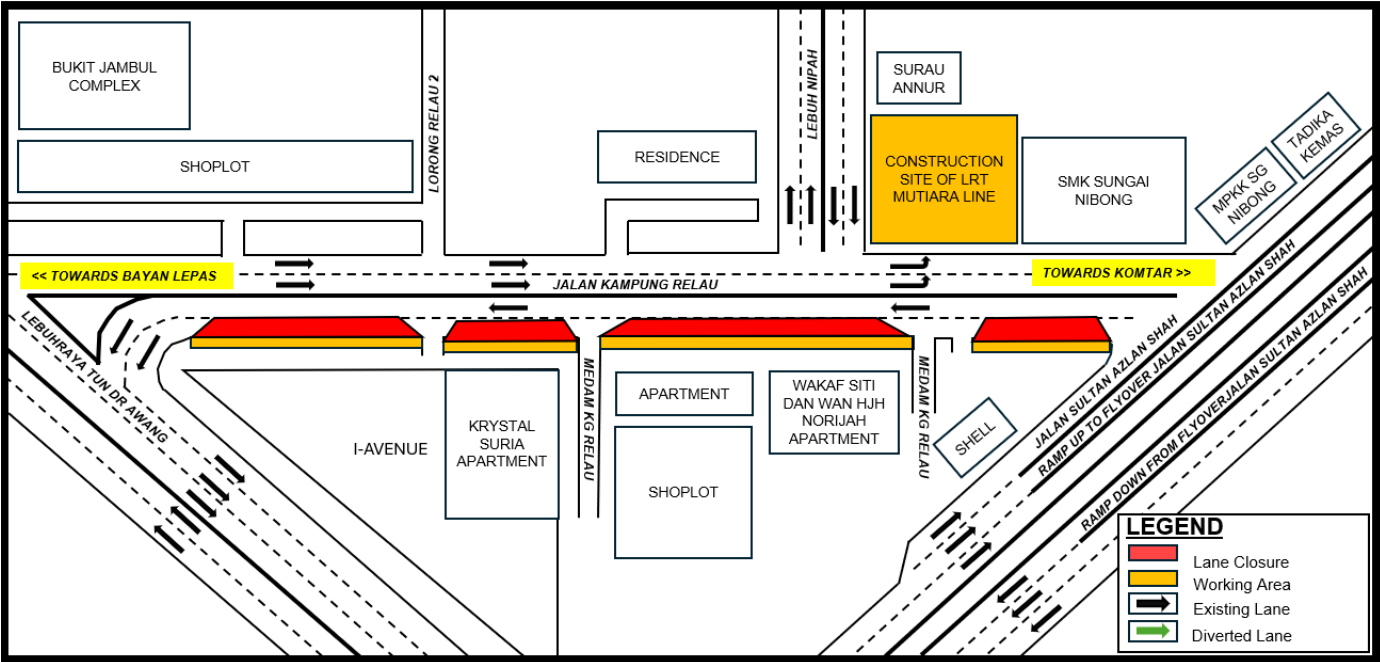 BUKIT JAMBUL
COMPLEX
SHOPLOT
LORONG RELAU 2
RESIDENCE
LEBUH NIPAH
SURAU
ANNUR
CONSTRUCTION
SITE OF LRT
MUTIARA LINE
SMK SUNGAI
NIBONG
MPKK SG
NIBONG
TADIKA
KEMAS
<< TOWARDS BAYAN LEPAS
JALAN KAMPUNG RELAU
TOWARDS KOMTAR >>
LEBUHRAYA TUN DR AWANG
I-AVENUE
KRYSTAL
SURIA
APARTMENT
MEDAM KG RELAU
APARTMENT
SHOPLOT
WAKAF SITI
DAN WAN HJH
NORIJAH
APARTMENT
MEDAM KG RELAU
SHELL
JALAN SULTAN AZLAN SHAH
RAMP UP TO FLYOVER JALAN SULTAN AZLAN SHAH
RAMP DOWN FROM FLYOVERJALAN SULTAN AZLAN SHAH
LEGEND
Lane Closure
Working Area
Existing Lane
Diverted Lane